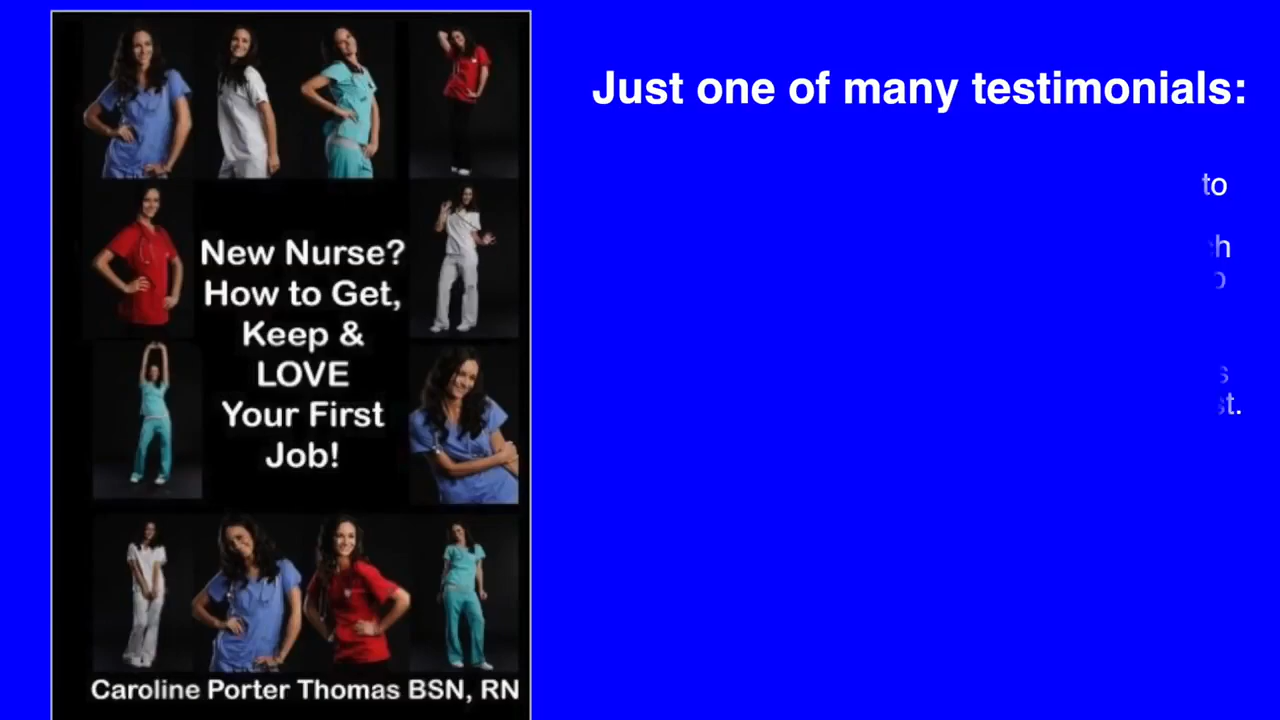 New Nurse?
How to Get,
Keep &
LOVE
Your First
Job!
Caroline Porter Thomas BSN, RN
Just one of many testimonials:
to